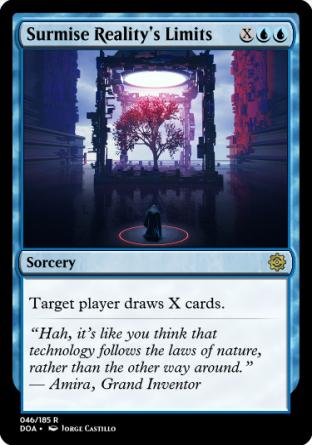 Surmise Reality's Limits X
Sorcery
Target player draws X cards.
"Hah, it's like you think that
technology follows the laws of nature,
rather than the other way around."
— Amira, Grand Inventor
046/185 R
DOA • Jorge Castillo